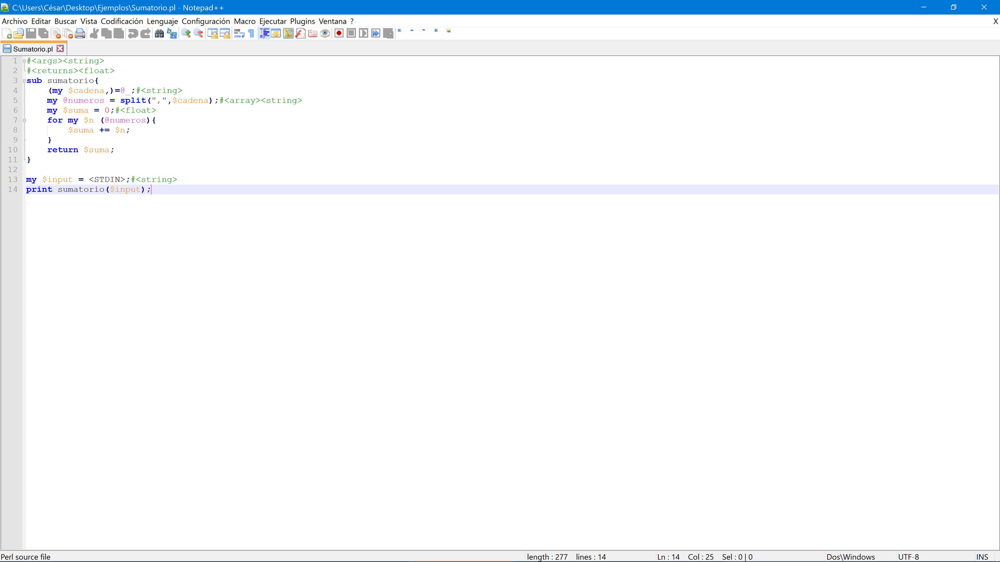 C:\Users\César\Desktop\Ejemplos\Sumatorio.pl - Notepad++
Archivo Editar Buscar Vista Codificación Lenguaje Configuración Macro Ejecutar Plugins Ventana ? X
Sumatorio.pl
1 #<args><string>
2 #<returns><float>
3 sub sumatorio{
4 (my $cadena,)=@_;#<string>
5 my @numeros = split(",",$cadena);#<array><string>
6 my $suma = 0;#<float>
7 for my $n (@numeros){
8 $suma += $n;
9 }
10 return $suma;
11 }
12
13 my $input = <STDIN>;#<string>
14 print sumatorio($input);
Perl source file length : 277 lines : 14 Ln : 14 Col : 25 Sel : 0 | 0 Dos\Windows UTF-8 INS